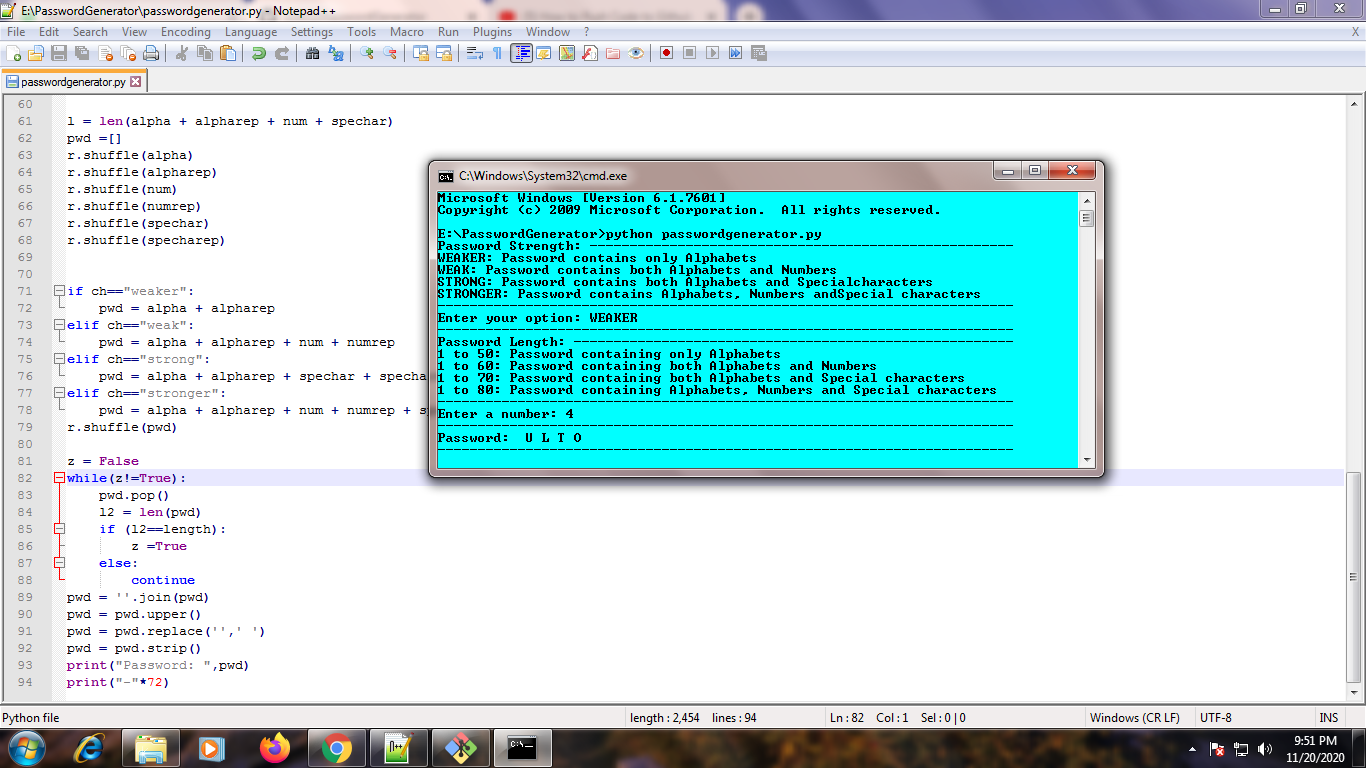 E:\PasswordGenerator\passwordgenerator.py - Notepad++
File Edit Search View Encoding Language Settings Tools Macro Run Plugins Window ? X
passwordgenerator.py
60
61 l = len(alpha + alpharep + num + spechar)
62 pwd =[]
63 r.shuffle(alpha)
64 r.shuffle(alpharep)
65 r.shuffle(num)
66 r.shuffle(numrep)
67 r.shuffle(spechar)
68 r.shuffle(specharep)
69
70
71 if ch=="weaker":
72 pwd = alpha + alpharep
73 elif ch=="weak":
74 pwd = alpha + alpharep + num + numrep
75 elif ch=="strong":
76 pwd = alpha + alpharep + spechar + specha
77 elif ch=="stronger":
78 pwd = alpha + alpharep + num + numrep + s
79 r.shuffle(pwd)
80
81 z = False
82 while(z!=True):
83 pwd.pop()
84 l2 = len(pwd)
85 if (l2==length):
86 z =True
87 else:
88 continue
89 pwd = ''.join(pwd)
90 pwd = pwd.upper()
91 pwd = pwd.replace('',' ')
92 pwd = pwd.strip()
93 print("Password: ",pwd)
94 print("-"*72)
C:\Windows\System32\cmd.exe
Microsoft Windows [Version 6.1.7601]
Copyright (c) 2009 Microsoft Corporation. All rights reserved.
E:\PasswordGenerator>python passwordgenerator.py
Password Strength: -----------------------------------------------------
WEAKER: Password contains only Alphabets
WEAK: Password contains both Alphabets and Numbers
STRONG: Password contains both Alphabets and Specialcharacters
STRONGER: Password contains Alphabets, Numbers andSpecial characters
------------------------------------------------------------------------
Enter your option: WEAKER
------------------------------------------------------------------------
Password Length: -------------------------------------------------------
1 to 50: Password containing only Alphabets
1 to 60: Password containing both Alphabets and Numbers
1 to 70: Password containing both Alphabets and Special characters
1 to 80: Password containing Alphabets, Numbers and Special characters
------------------------------------------------------------------------
Enter a number: 4
------------------------------------------------------------------------
Password:  U L T O
------------------------------------------------------------------------
Python file length : 2,454 lines : 94 Ln : 82 Col : 1 Sel : 0 | 0 Windows (CR LF) UTF-8 INS
9:51 PM
11/20/2020